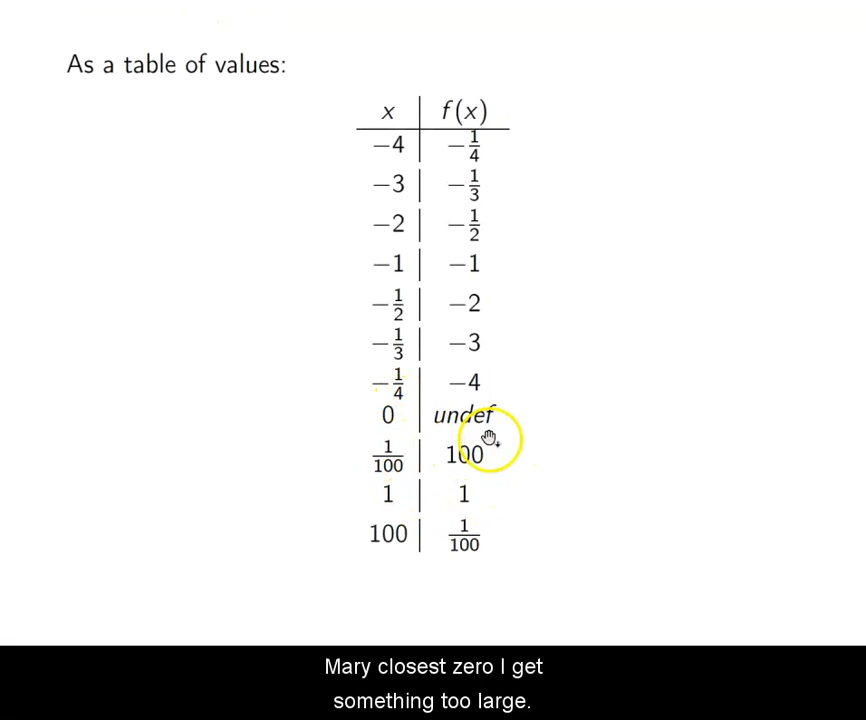 As a table of values:
x | f(x)
−4 | −1/4
−3 | −1/3
−2 | −1/2
−1 | −1
−1/2 | −2
−1/3 | −3
−1/4 | −4
0 | undef
1/100 | 100
1 | 1
100 | 1/100
Mary closest zero I get
something too large.